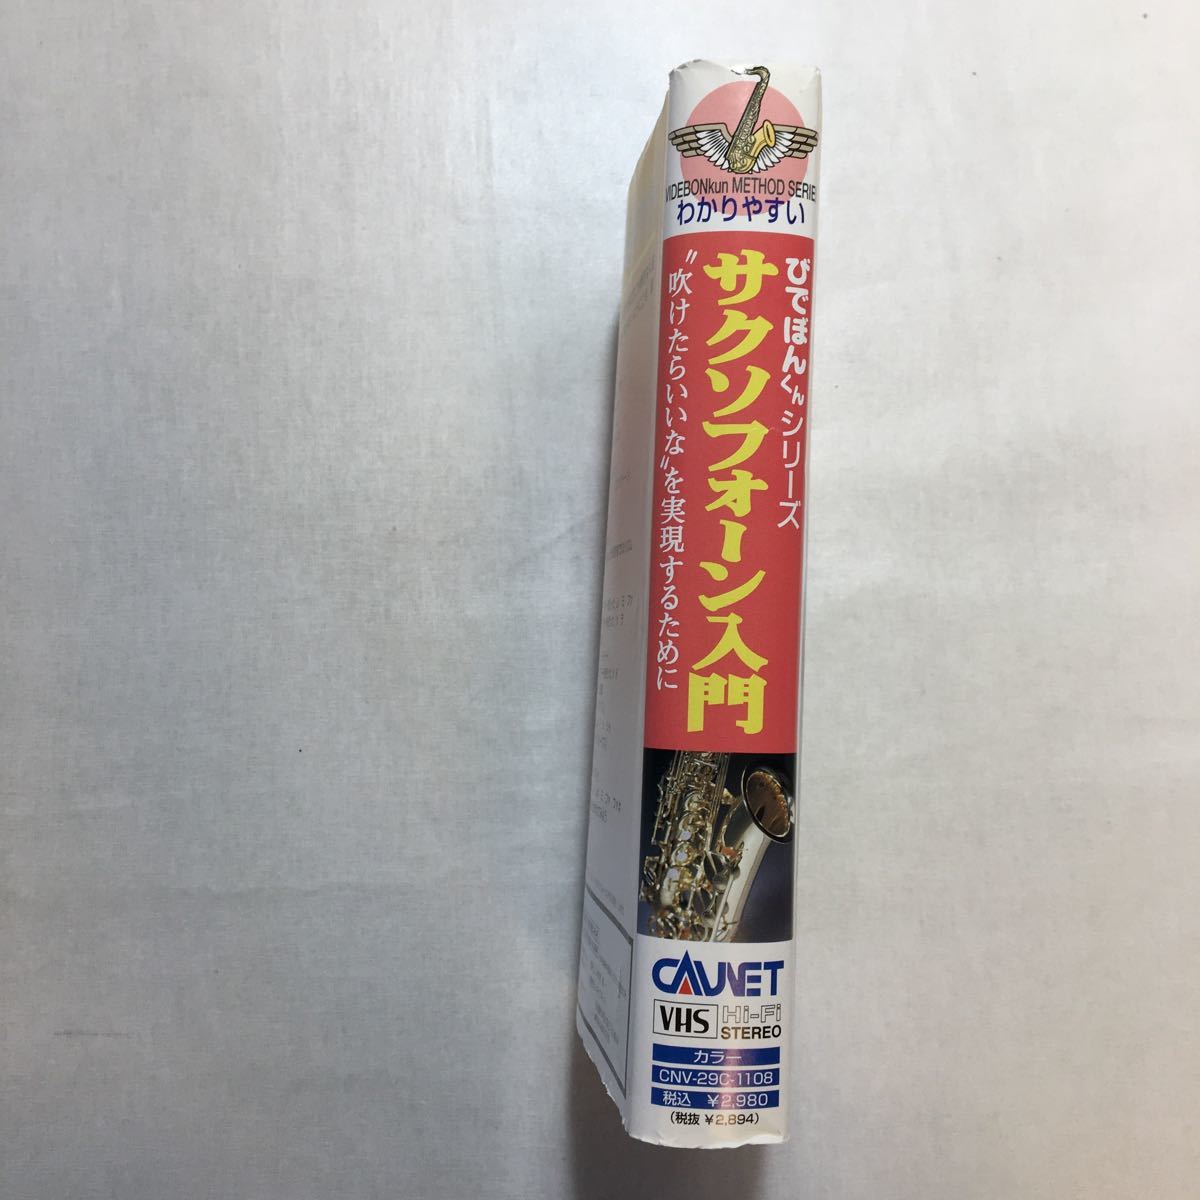 VIDEBONkun METHOD SERIE
わかりやすい
びでぼんくんシリーズ
サクソフォーン入門
〝吹けたらいいな〟を実現するために
CAUNET
VHS Hi-Fi STEREO
カラー
CNV-29C-1108
税込 ¥2,980
(税抜 ¥2,894)